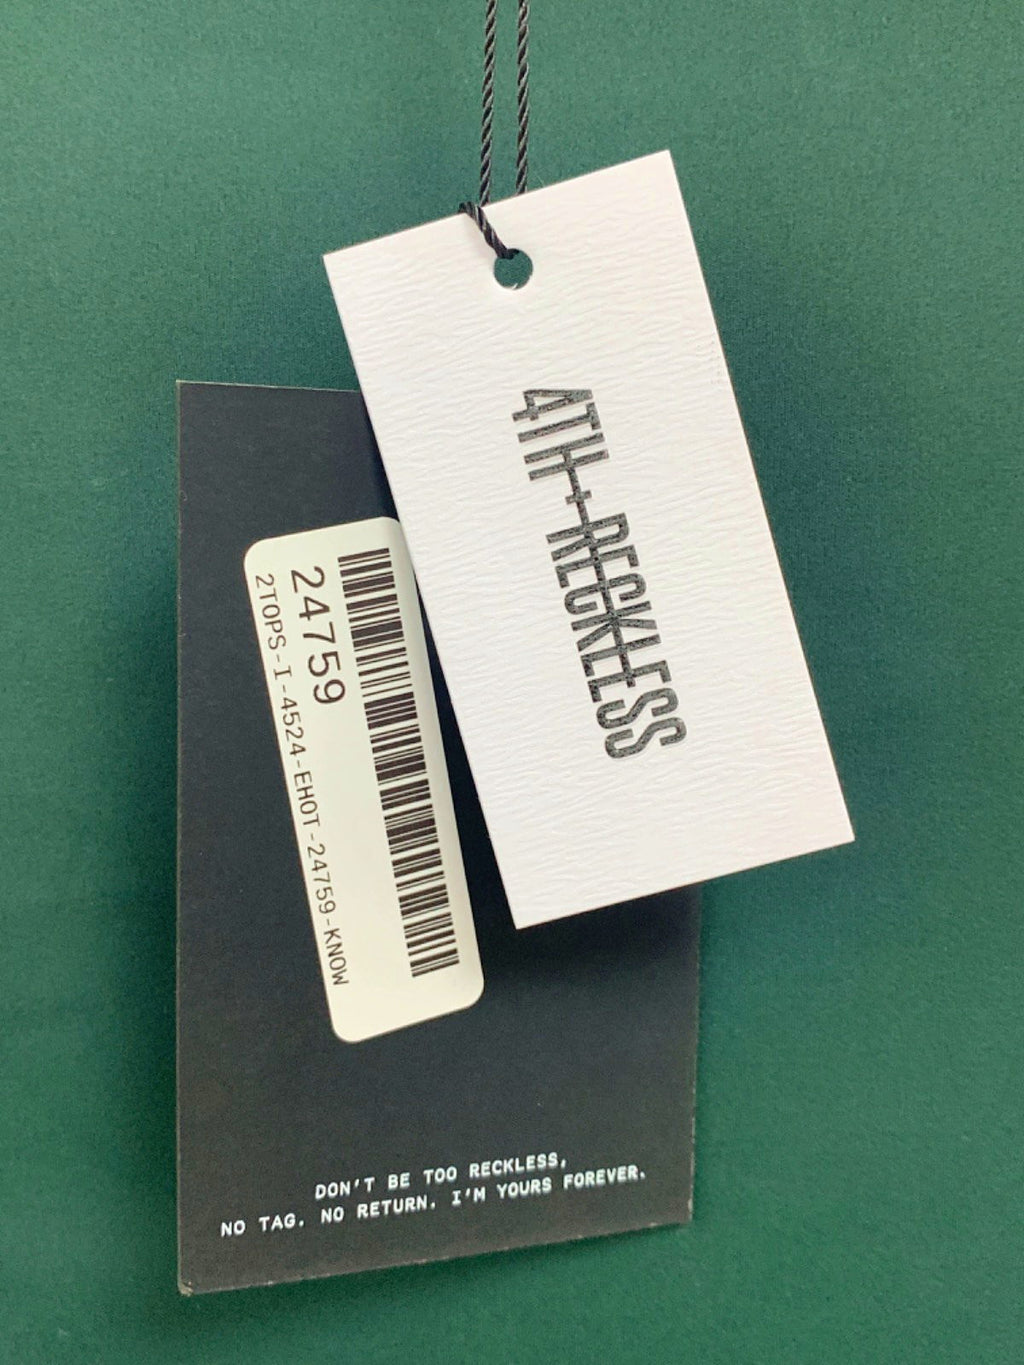 4TH+RECKLESS
24759
2TOPS-I-4524-EHOT-24759-KNOW
DON'T BE TOO RECKLESS,
NO TAG. NO RETURN. I'M YOURS FOREVER.